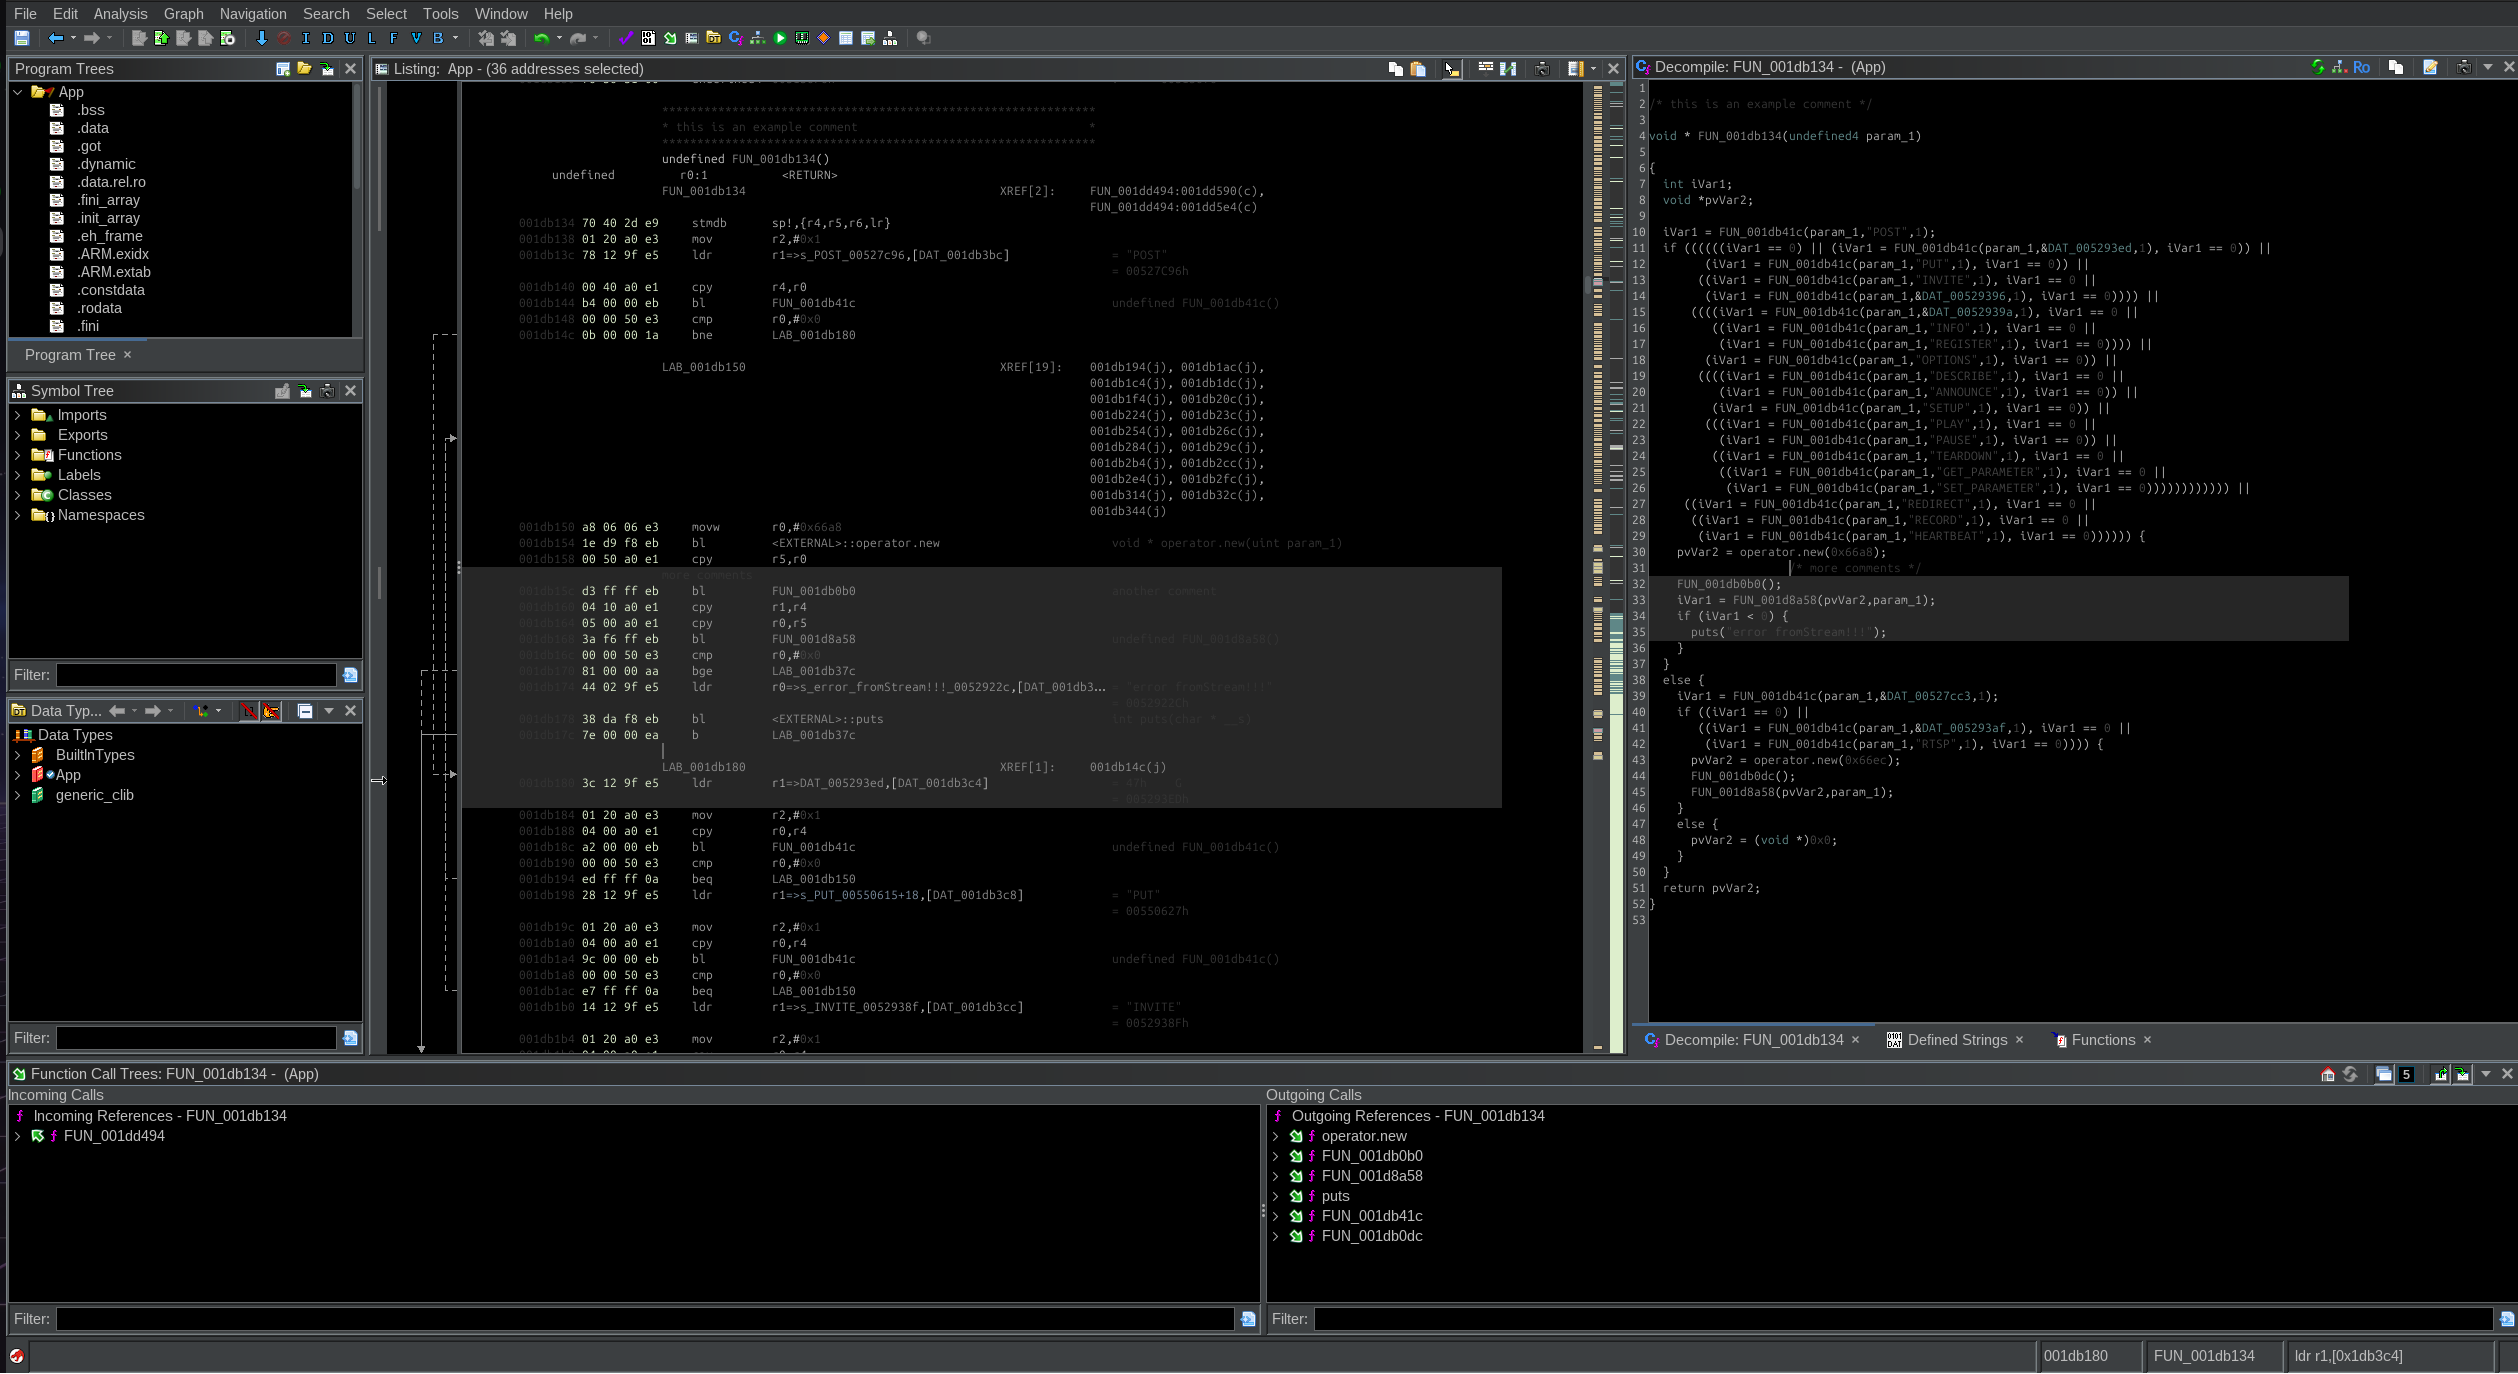 File Edit Analysis Graph Navigation Search Select Tools Window Help
I D U L F V B
Program Trees
App
.bss
.data
.got
.dynamic
.data.rel.ro
.fini_array
.init_array
.eh_frame
.ARM.exidx
.ARM.extab
.constdata
.rodata
.fini
Program Tree ×
Symbol Tree
Imports
Exports
Functions
Labels
Classes
Namespaces
Filter:
Data Typ...
Data Types
BuiltInTypes
App
generic_clib
Filter:
Listing: App - (36 addresses selected)
**************************************************************
* this is an example comment *
**************************************************************
undefined FUN_001db134()
undefined r0:1 <RETURN>
FUN_001db134 XREF[2]: FUN_001dd494:001dd590(c),
FUN_001dd494:001dd5e4(c)
001db134 70 40 2d e9 stmdb sp!,{r4,r5,r6,lr}
001db138 01 20 a0 e3 mov r2,#0x1
001db13c 78 12 9f e5 ldr r1=>s_POST_00527c96,[DAT_001db3bc] = "POST"
= 00527C96h
001db140 00 40 a0 e1 cpy r4,r0
001db144 b4 00 00 eb bl FUN_001db41c undefined FUN_001db41c()
001db148 00 00 50 e3 cmp r0,#0x0
001db14c 0b 00 00 1a bne LAB_001db180
LAB_001db150 XREF[19]: 001db194(j), 001db1ac(j),
001db1c4(j), 001db1dc(j),
001db1f4(j), 001db20c(j),
001db224(j), 001db23c(j),
001db254(j), 001db26c(j),
001db284(j), 001db29c(j),
001db2b4(j), 001db2cc(j),
001db2e4(j), 001db2fc(j),
001db314(j), 001db32c(j),
001db344(j)
001db150 a8 06 06 e3 movw r0,#0x66a8
001db154 1e d9 f8 eb bl <EXTERNAL>::operator.new void * operator.new(uint param_1)
001db158 00 50 a0 e1 cpy r5,r0
more comments
001db15c d3 ff ff eb bl FUN_001db0b0 another comment
001db160 04 10 a0 e1 cpy r1,r4
001db164 05 00 a0 e1 cpy r0,r5
001db168 3a f6 ff eb bl FUN_001d8a58 undefined FUN_001d8a58()
001db16c 00 00 50 e3 cmp r0,#0x0
001db170 81 00 00 aa bge LAB_001db37c
001db174 44 02 9f e5 ldr r0=>s_error_fromStream!!!_0052922c,[DAT_001db3... = "error fromStream!!!"
= 0052922Ch
001db178 38 da f8 eb bl <EXTERNAL>::puts int puts(char * __s)
001db17c 7e 00 00 ea b LAB_001db37c
LAB_001db180 XREF[1]: 001db14c(j)
001db180 3c 12 9f e5 ldr r1=>DAT_005293ed,[DAT_001db3c4] = 47h G
= 005293EDh
001db184 01 20 a0 e3 mov r2,#0x1
001db188 04 00 a0 e1 cpy r0,r4
001db18c a2 00 00 eb bl FUN_001db41c undefined FUN_001db41c()
001db190 00 00 50 e3 cmp r0,#0x0
001db194 ed ff ff 0a beq LAB_001db150
001db198 28 12 9f e5 ldr r1=>s_PUT_00550615+18,[DAT_001db3c8] = "PUT"
= 00550627h
001db19c 01 20 a0 e3 mov r2,#0x1
001db1a0 04 00 a0 e1 cpy r0,r4
001db1a4 9c 00 00 eb bl FUN_001db41c undefined FUN_001db41c()
001db1a8 00 00 50 e3 cmp r0,#0x0
001db1ac e7 ff ff 0a beq LAB_001db150
001db1b0 14 12 9f e5 ldr r1=>s_INVITE_0052938f,[DAT_001db3cc] = "INVITE"
= 0052938Fh
001db1b4 01 20 a0 e3 mov r2,#0x1
Decompile: FUN_001db134 - (App)
Ro
1
2 /* this is an example comment */
3
4 void * FUN_001db134(undefined4 param_1)
5
6 {
7 int iVar1;
8 void *pvVar2;
9
10 iVar1 = FUN_001db41c(param_1,"POST",1);
11 if ((((((iVar1 == 0) || (iVar1 = FUN_001db41c(param_1,&DAT_005293ed,1), iVar1 == 0)) ||
12 (iVar1 = FUN_001db41c(param_1,"PUT",1), iVar1 == 0)) ||
13 ((iVar1 = FUN_001db41c(param_1,"INVITE",1), iVar1 == 0 ||
14 (iVar1 = FUN_001db41c(param_1,&DAT_00529396,1), iVar1 == 0)))) ||
15 ((((iVar1 = FUN_001db41c(param_1,&DAT_0052939a,1), iVar1 == 0 ||
16 ((iVar1 = FUN_001db41c(param_1,"INFO",1), iVar1 == 0 ||
17 (iVar1 = FUN_001db41c(param_1,"REGISTER",1), iVar1 == 0)))) ||
18 (iVar1 = FUN_001db41c(param_1,"OPTIONS",1), iVar1 == 0)) ||
19 ((((iVar1 = FUN_001db41c(param_1,"DESCRIBE",1), iVar1 == 0 ||
20 (iVar1 = FUN_001db41c(param_1,"ANNOUNCE",1), iVar1 == 0)) ||
21 (iVar1 = FUN_001db41c(param_1,"SETUP",1), iVar1 == 0)) ||
22 (((iVar1 = FUN_001db41c(param_1,"PLAY",1), iVar1 == 0 ||
23 (iVar1 = FUN_001db41c(param_1,"PAUSE",1), iVar1 == 0)) ||
24 ((iVar1 = FUN_001db41c(param_1,"TEARDOWN",1), iVar1 == 0 ||
25 ((iVar1 = FUN_001db41c(param_1,"GET_PARAMETER",1), iVar1 == 0 ||
26 (iVar1 = FUN_001db41c(param_1,"SET_PARAMETER",1), iVar1 == 0)))))))))))) ||
27 ((iVar1 = FUN_001db41c(param_1,"REDIRECT",1), iVar1 == 0 ||
28 ((iVar1 = FUN_001db41c(param_1,"RECORD",1), iVar1 == 0 ||
29 (iVar1 = FUN_001db41c(param_1,"HEARTBEAT",1), iVar1 == 0)))))) {
30 pvVar2 = operator.new(0x66a8);
31 /* more comments */
32 FUN_001db0b0();
33 iVar1 = FUN_001d8a58(pvVar2,param_1);
34 if (iVar1 < 0) {
35 puts("error fromStream!!!");
36 }
37 }
38 else {
39 iVar1 = FUN_001db41c(param_1,&DAT_00527cc3,1);
40 if ((iVar1 == 0) ||
41 ((iVar1 = FUN_001db41c(param_1,&DAT_005293af,1), iVar1 == 0 ||
42 (iVar1 = FUN_001db41c(param_1,"RTSP",1), iVar1 == 0)))) {
43 pvVar2 = operator.new(0x66ec);
44 FUN_001db0dc();
45 FUN_001d8a58(pvVar2,param_1);
46 }
47 else {
48 pvVar2 = (void *)0x0;
49 }
50 }
51 return pvVar2;
52 }
53
Decompile: FUN_001db134 × Defined Strings × Functions ×
Function Call Trees: FUN_001db134 - (App)
5
Incoming Calls
Incoming References - FUN_001db134
FUN_001dd494
Filter:
Outgoing Calls
Outgoing References - FUN_001db134
operator.new
FUN_001db0b0
FUN_001d8a58
puts
FUN_001db41c
FUN_001db0dc
Filter:
001db180 FUN_001db134 ldr r1,[0x1db3c4]